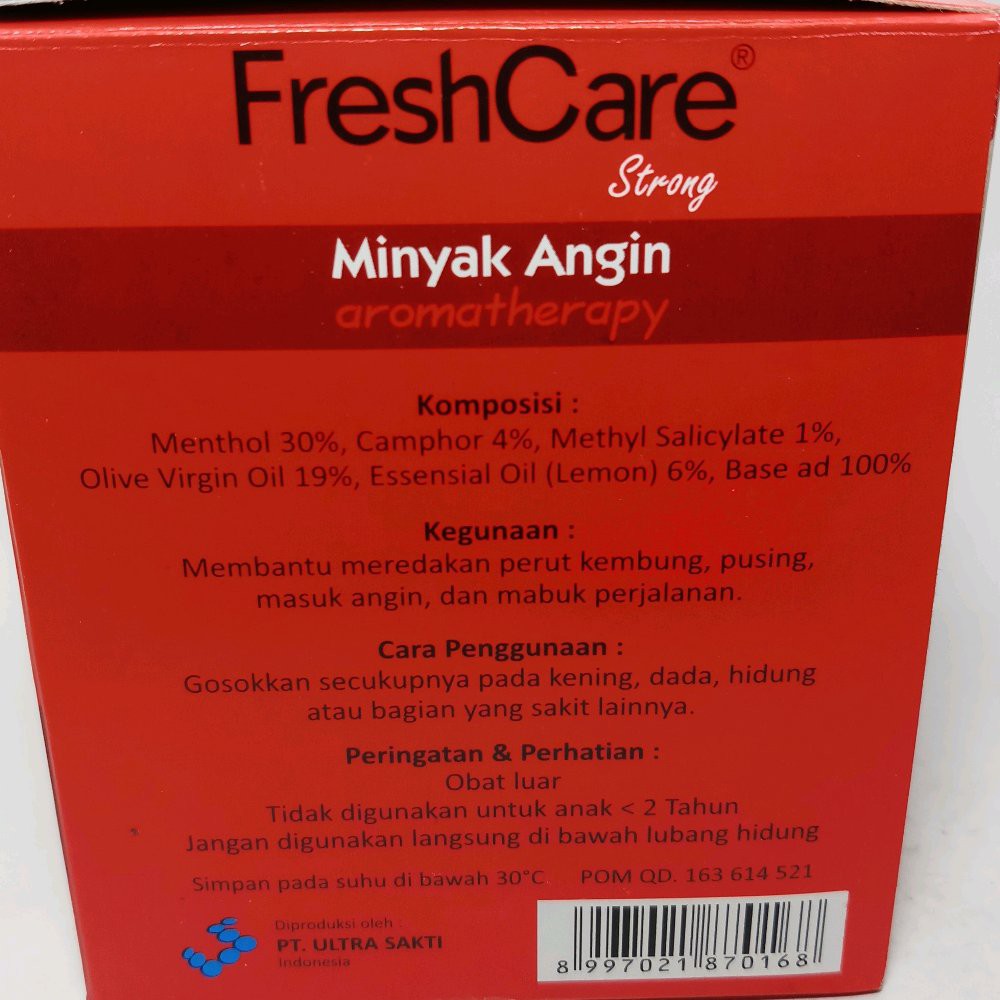 FreshCare®
Strong
Minyak Angin
aromatherapy
Komposisi :
Menthol 30%, Camphor 4%, Methyl Salicylate 1%,
Olive Virgin Oil 19%, Essensial Oil (Lemon) 6%, Base ad 100%
Kegunaan :
Membantu meredakan perut kembung, pusing,
masuk angin, dan mabuk perjalanan.
Cara Penggunaan :
Gosokkan secukupnya pada kening, dada, hidung
atau bagian yang sakit lainnya.
Peringatan & Perhatian :
Obat luar
Tidak digunakan untuk anak < 2 Tahun
Jangan digunakan langsung di bawah lubang hidung
Simpan pada suhu di bawah 30°C POM QD. 163 614 521
Diproduksi oleh :
PT. ULTRA SAKTI
Indonesia
8 997021 870168